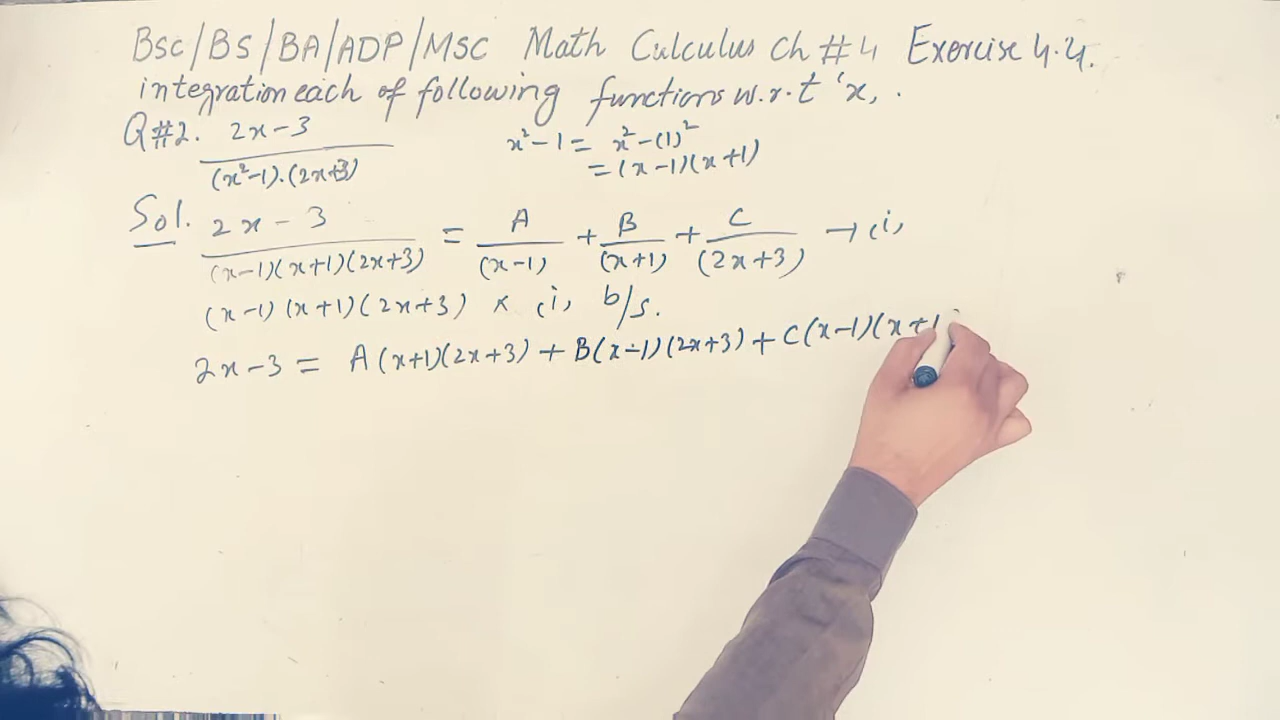 BSC/BS/BA/ADP/MSC Math Calculus Ch #4 Exercise 4.4.
integration each of following functions w.r.t 'x, .
Q#2. 2x-3 / (x²-1).(2x+3)
x²-1 = x²-(1)²
= (x-1)(x+1)
Sol. 2x-3 / (x-1)(x+1)(2x+3) = A/(x-1) + B/(x+1) + C/(2x+3) → (i,
(x-1)(x+1)(2x+3) × (i, b/s.
2x-3 = A(x+1)(2x+3) + B(x-1)(2x+3) + C(x-1)(x+1